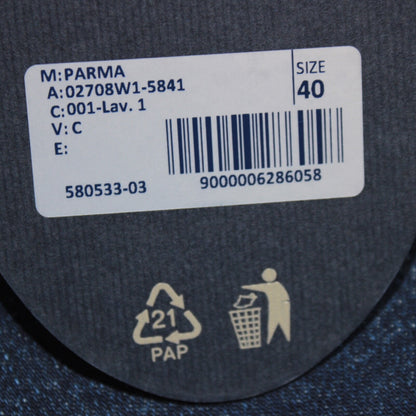 M:PARMA
A:02708W1-5841
C:001-Lav. 1
V: C
E:
SIZE
40
580533-03
9000006286058
21
PAP